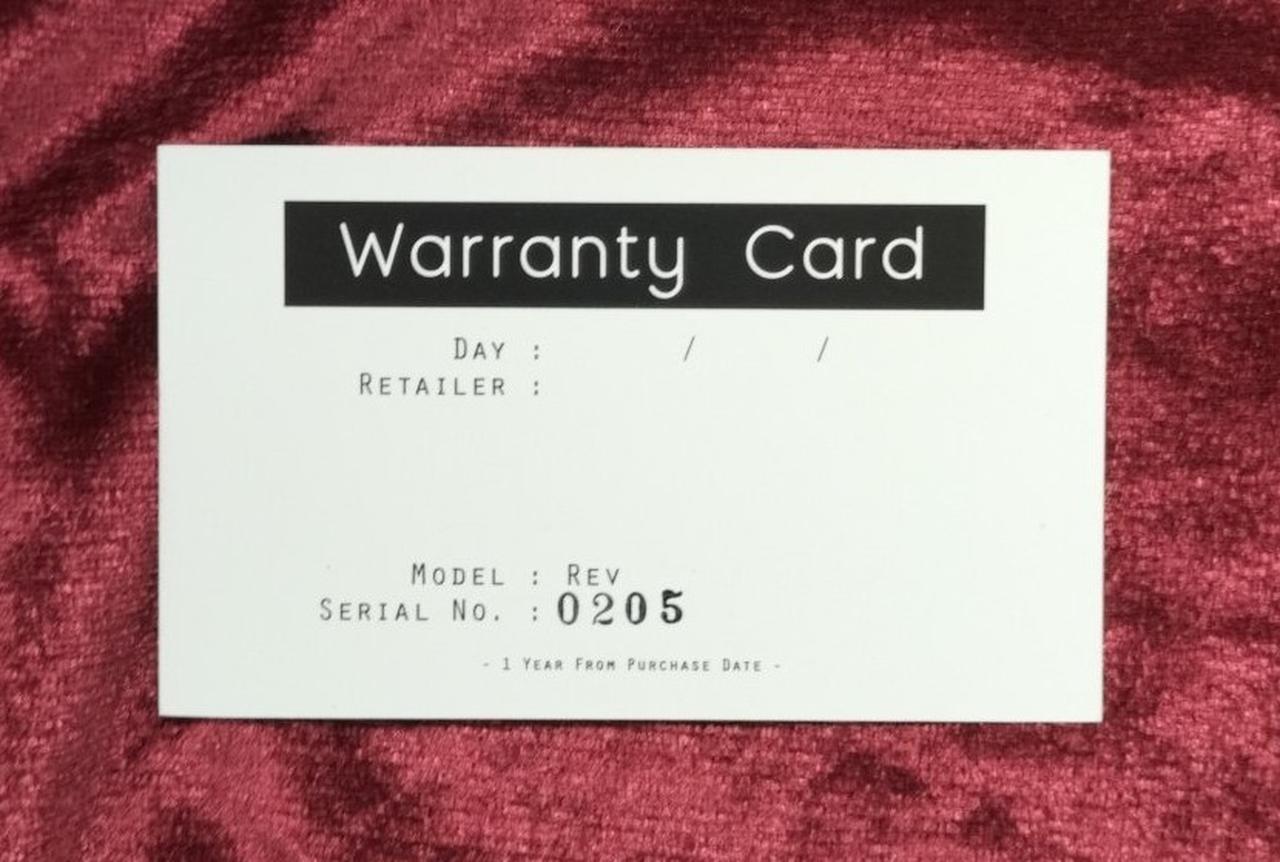 Warranty Card
DAY : / /
RETAILER :
MODEL : REV
SERIAL NO. : 0205
- 1 YEAR FROM PURCHASE DATE -